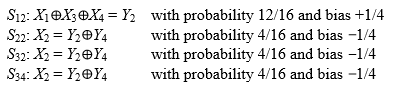 S₁₂: X₁⊕X₃⊕X₄ = Y₂ with probability 12/16 and bias +1/4
S₂₂: X₂ = Y₂⊕Y₄ with probability 4/16 and bias −1/4
S₃₂: X₂ = Y₂⊕Y₄ with probability 4/16 and bias −1/4
S₃₄: X₂ = Y₂⊕Y₄ with probability 4/16 and bias −1/4